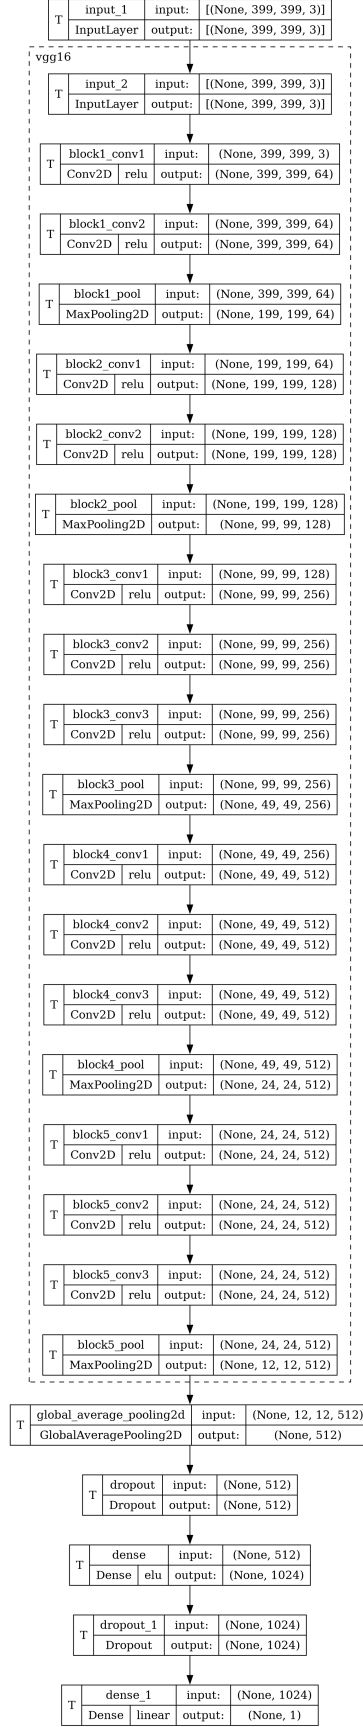 T input_1 input: [(None, 399, 399, 3)]
InputLayer output: [(None, 399, 399, 3)]
vgg16
T input_2 input: [(None, 399, 399, 3)]
InputLayer output: [(None, 399, 399, 3)]
T block1_conv1 input: (None, 399, 399, 3)
Conv2D relu output: (None, 399, 399, 64)
T block1_conv2 input: (None, 399, 399, 64)
Conv2D relu output: (None, 399, 399, 64)
T block1_pool input: (None, 399, 399, 64)
MaxPooling2D output: (None, 199, 199, 64)
T block2_conv1 input: (None, 199, 199, 64)
Conv2D relu output: (None, 199, 199, 128)
T block2_conv2 input: (None, 199, 199, 128)
Conv2D relu output: (None, 199, 199, 128)
T block2_pool input: (None, 199, 199, 128)
MaxPooling2D output: (None, 99, 99, 128)
T block3_conv1 input: (None, 99, 99, 128)
Conv2D relu output: (None, 99, 99, 256)
T block3_conv2 input: (None, 99, 99, 256)
Conv2D relu output: (None, 99, 99, 256)
T block3_conv3 input: (None, 99, 99, 256)
Conv2D relu output: (None, 99, 99, 256)
T block3_pool input: (None, 99, 99, 256)
MaxPooling2D output: (None, 49, 49, 256)
T block4_conv1 input: (None, 49, 49, 256)
Conv2D relu output: (None, 49, 49, 512)
T block4_conv2 input: (None, 49, 49, 512)
Conv2D relu output: (None, 49, 49, 512)
T block4_conv3 input: (None, 49, 49, 512)
Conv2D relu output: (None, 49, 49, 512)
T block4_pool input: (None, 49, 49, 512)
MaxPooling2D output: (None, 24, 24, 512)
T block5_conv1 input: (None, 24, 24, 512)
Conv2D relu output: (None, 24, 24, 512)
T block5_conv2 input: (None, 24, 24, 512)
Conv2D relu output: (None, 24, 24, 512)
T block5_conv3 input: (None, 24, 24, 512)
Conv2D relu output: (None, 24, 24, 512)
T block5_pool input: (None, 24, 24, 512)
MaxPooling2D output: (None, 12, 12, 512)
T global_average_pooling2d input: (None, 12, 12, 512)
GlobalAveragePooling2D output: (None, 512)
T dropout input: (None, 512)
Dropout output: (None, 512)
T dense input: (None, 512)
Dense elu output: (None, 1024)
T dropout_1 input: (None, 1024)
Dropout output: (None, 1024)
T dense_1 input: (None, 1024)
Dense linear output: (None, 1)